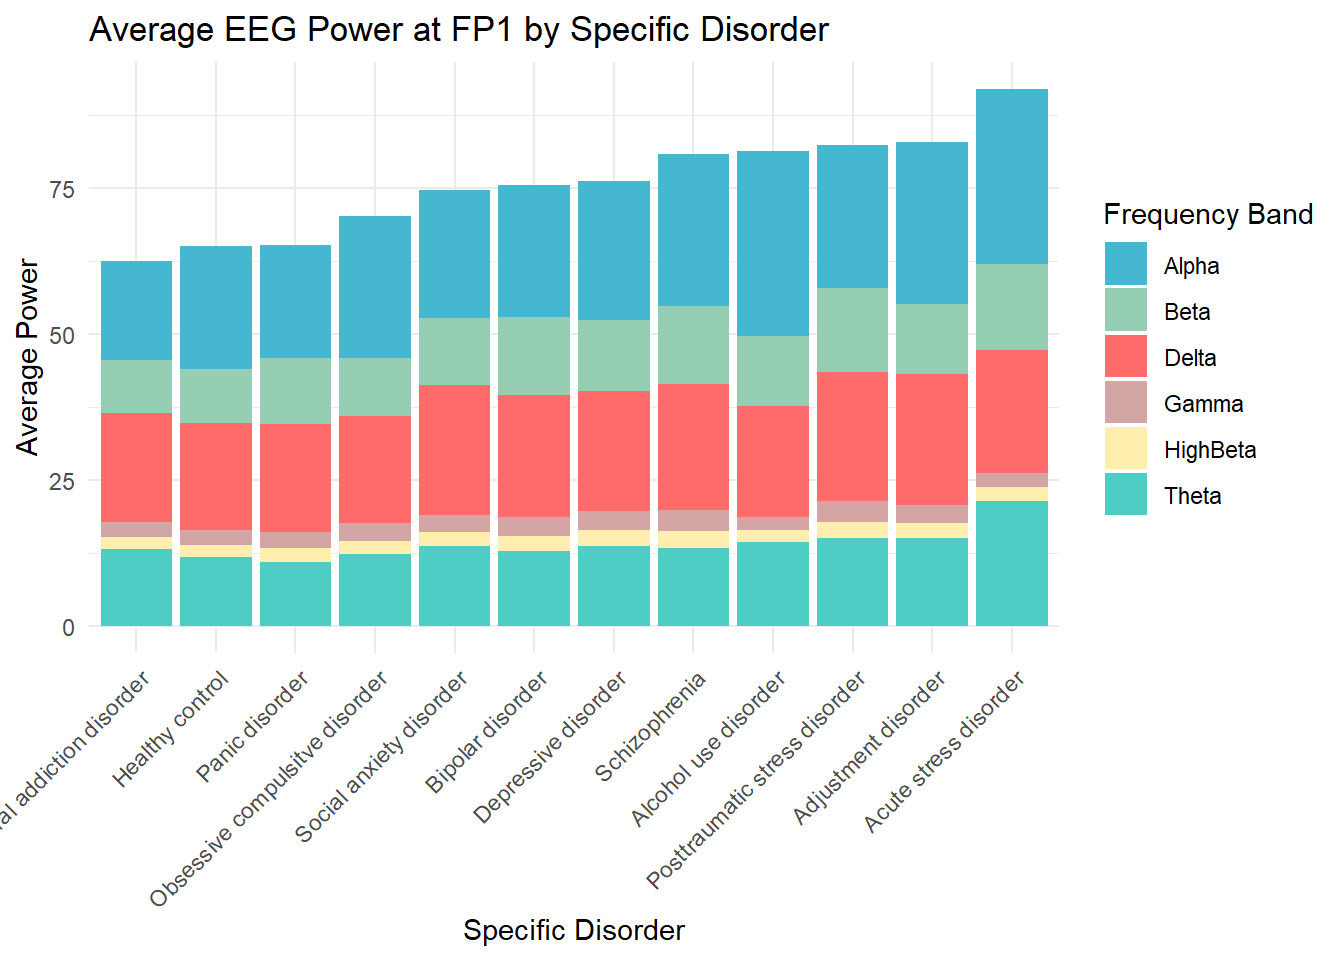 Average EEG Power at FP1 by Specific Disorder
Average Power
75
50
25
0
addiction disorder
Healthy control
Panic disorder
Obsessive compulsitve disorder
Social anxiety disorder
Bipolar disorder
Depressive disorder
Schizophrenia
Alcohol use disorder
Posttraumatic stress disorder
Adjustment disorder
Acute stress disorder
Specific Disorder
Frequency Band
Alpha
Beta
Delta
Gamma
HighBeta
Theta